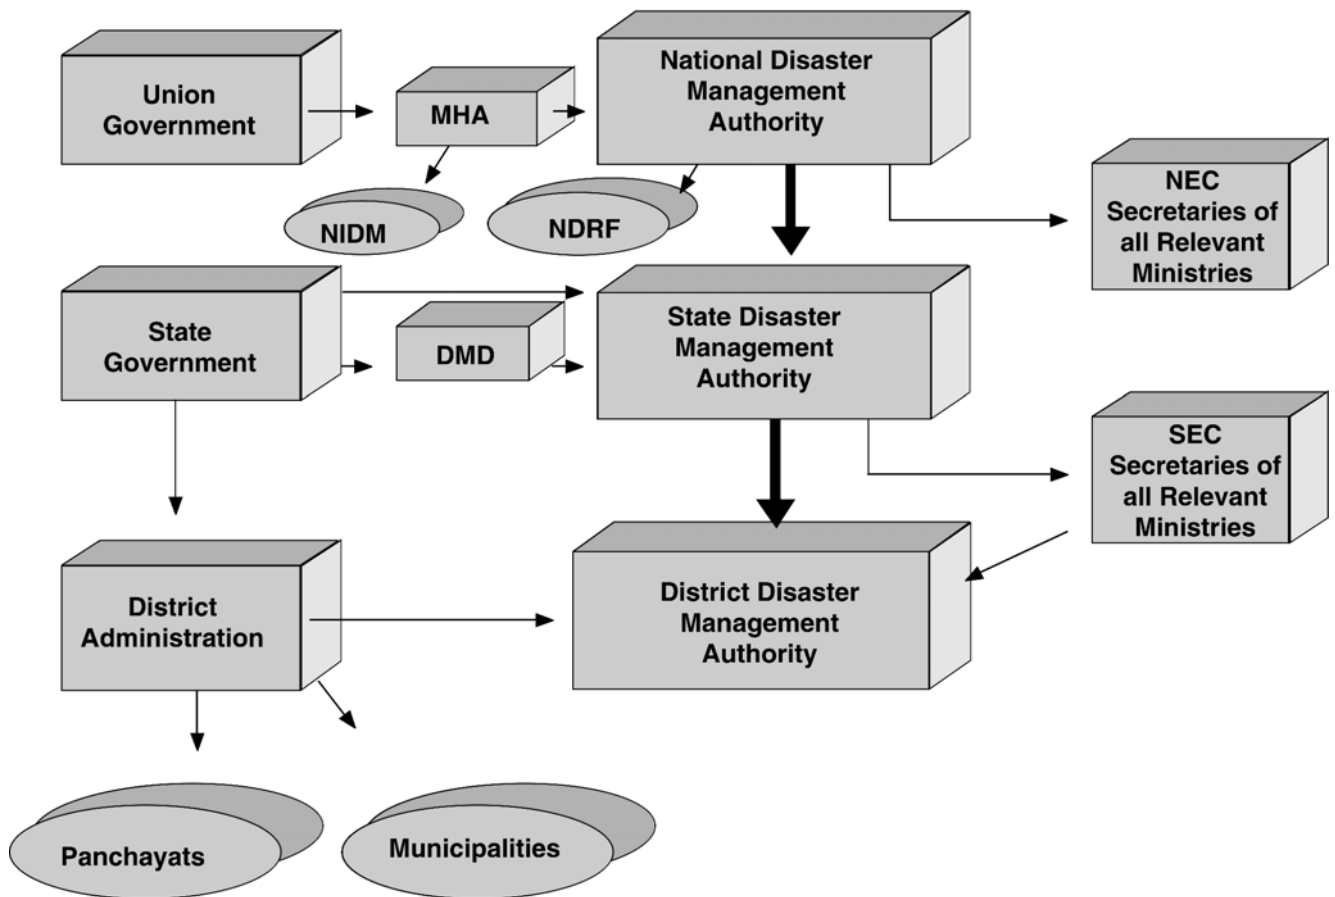 Union
Government
MHA
National Disaster
Management
Authority
NIDM
NDRF
NEC
Secretaries of
all Relevant
Ministries
State
Government
DMD
State Disaster
Management
Authority
SEC
Secretaries of
all Relevant
Ministries
District
Administration
District Disaster
Management
Authority
Panchayats
Municipalities